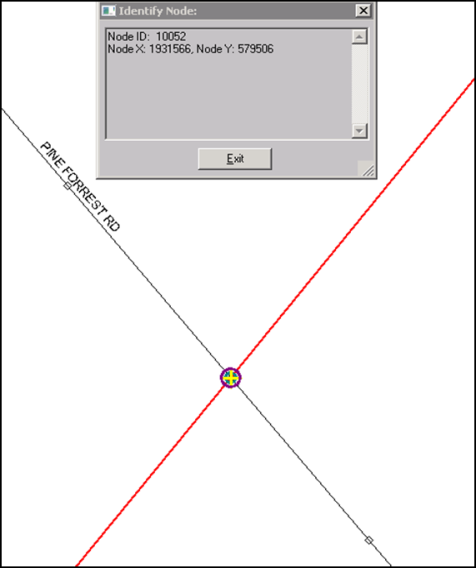 Identify Node:
Node ID: 10052
Node X: 1931566, Node Y: 579506
Exit
PINE FORREST RD